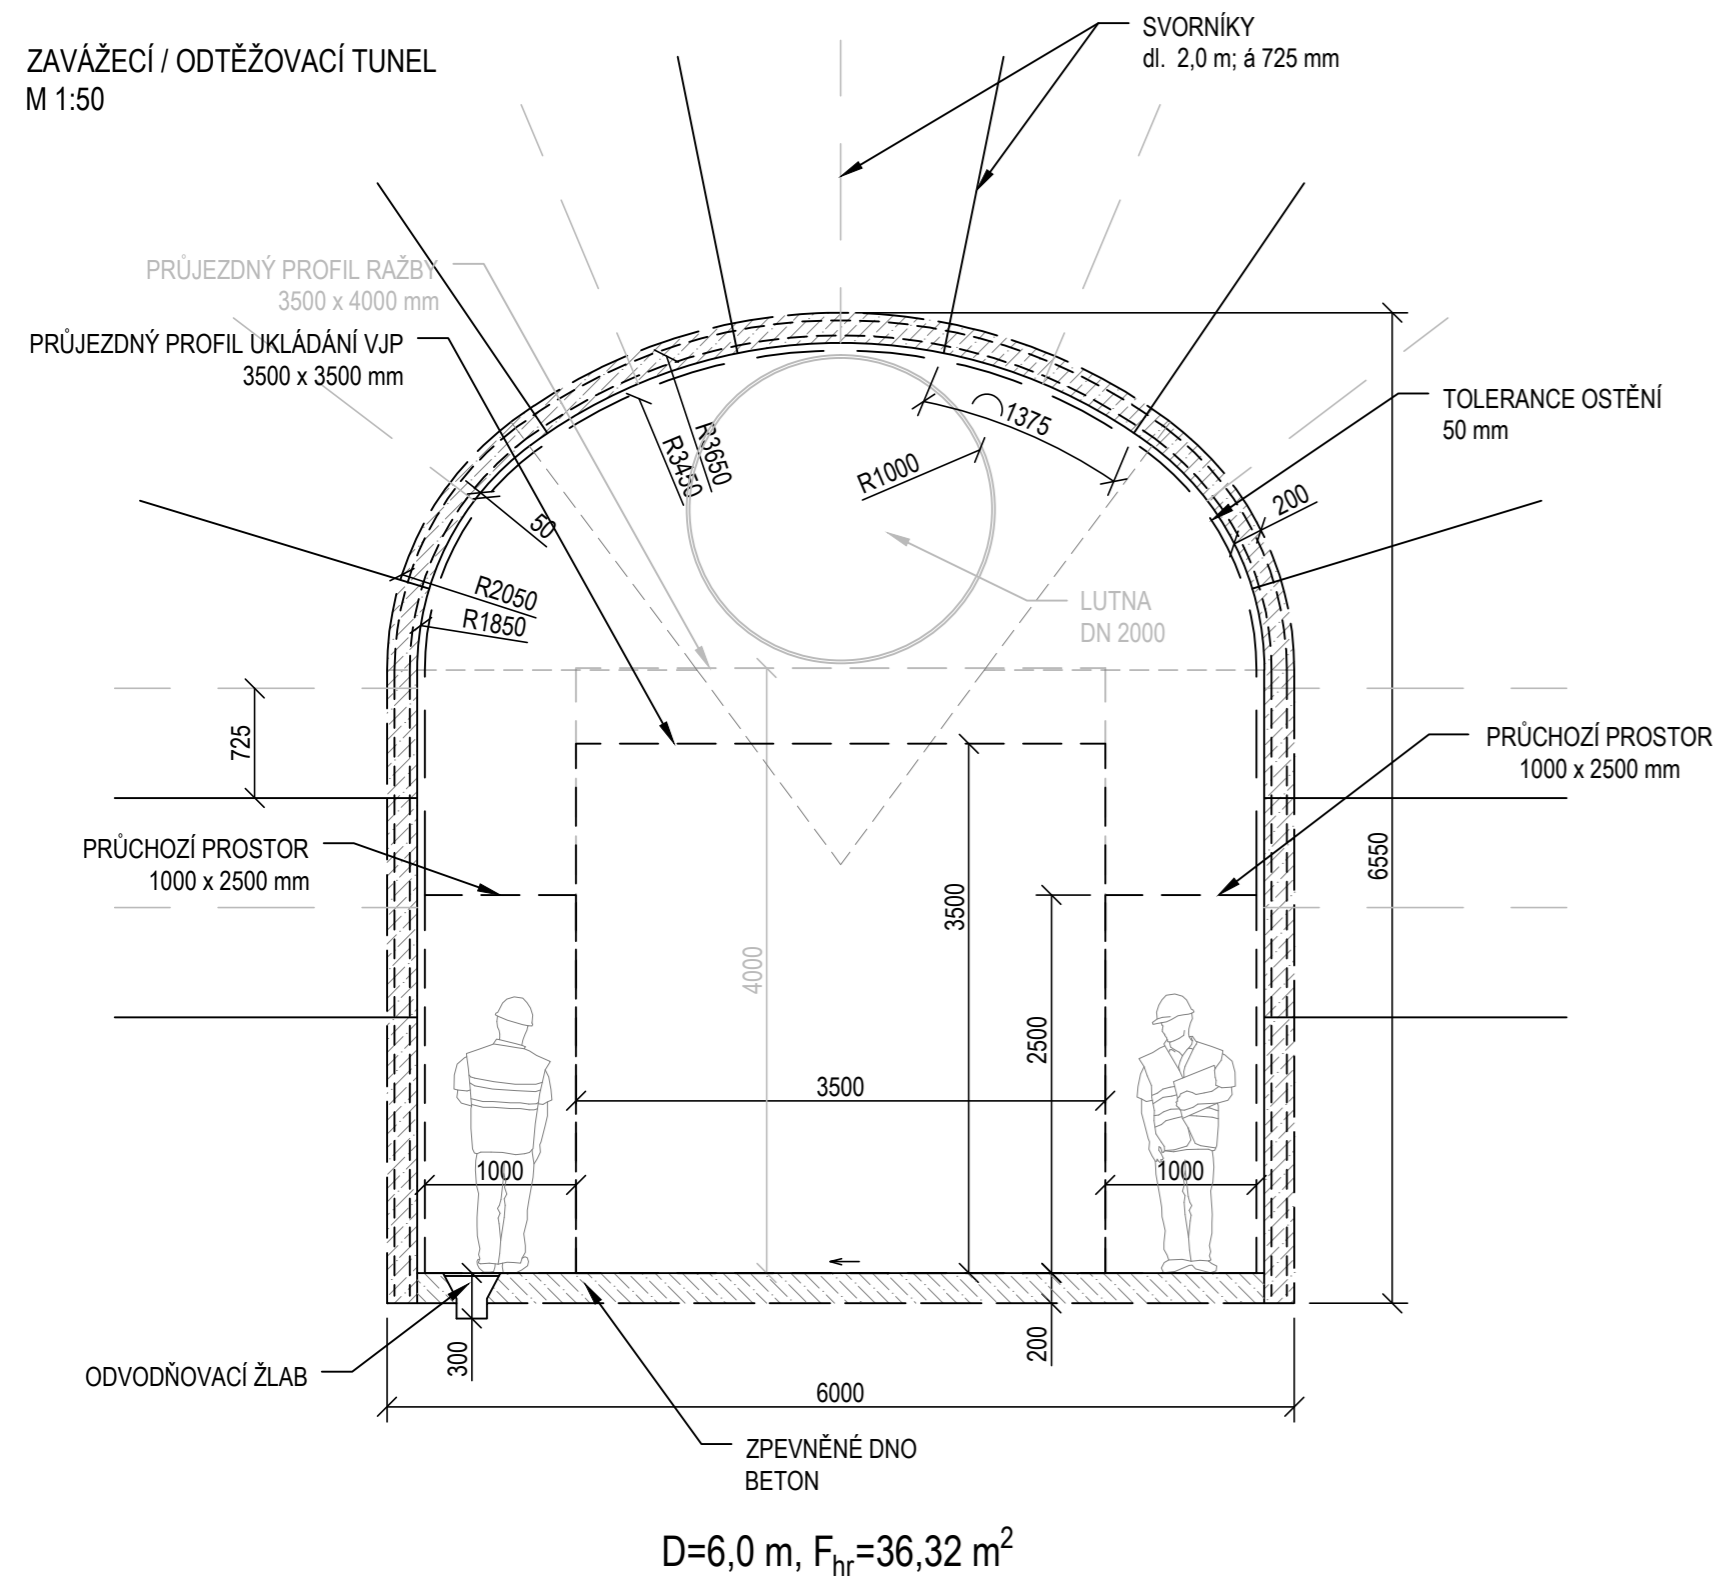 ZAVÁŽECÍ / ODTĚŽOVACÍ TUNEL
M 1:50
SVORNÍKY
dl. 2,0 m; á 725 mm
PRŮJEZDNÝ PROFIL RAŽBY
3500 x 4000 mm
PRŮJEZDNÝ PROFIL UKLÁDÁNÍ VJP
3500 x 3500 mm
TOLERANCE OSTĚNÍ
50 mm
1375
R3650
R3450
R1000
200
50
R2050
R1850
LUTNA
DN 2000
725
PRŮCHOZÍ PROSTOR
1000 x 2500 mm
PRŮCHOZÍ PROSTOR
1000 x 2500 mm
6550
3500
4000
2500
3500
1000
1000
300
200
ODVODŇOVACÍ ŽLAB
6000
ZPEVNĚNÉ DNO
BETON
D=6,0 m, Fhr=36,32 m²